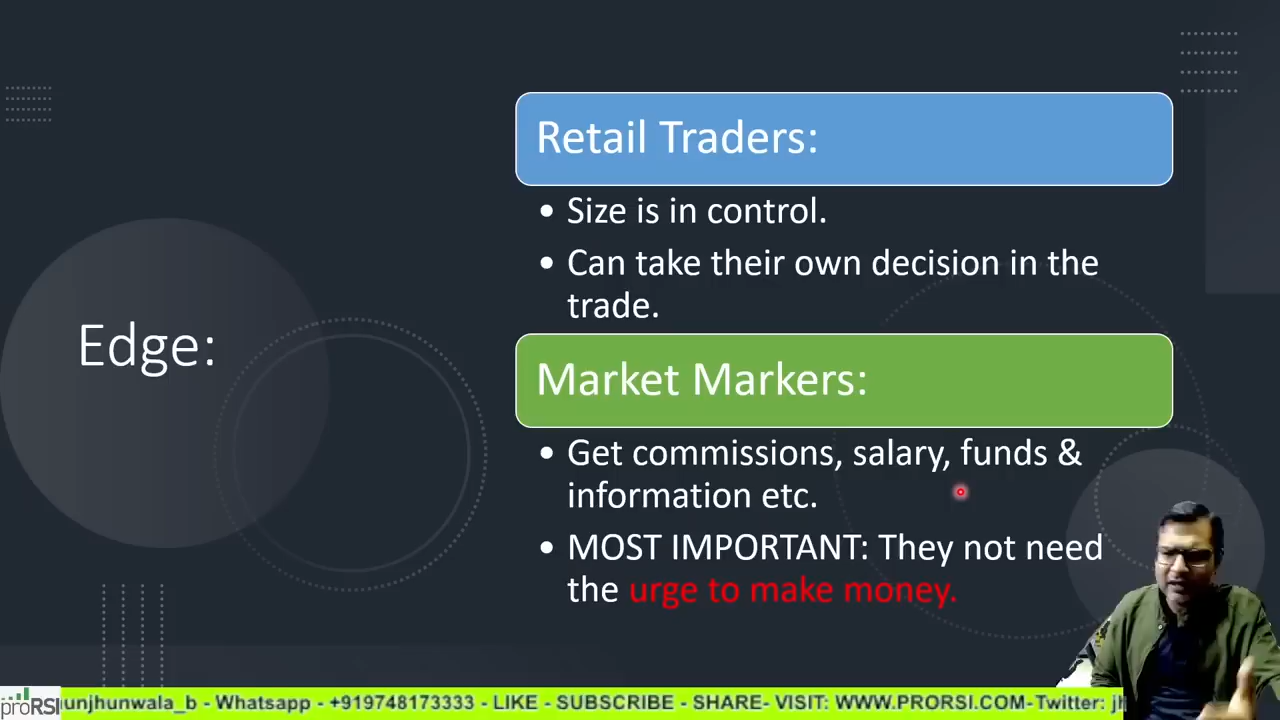 Retail Traders:
• Size is in control.
• Can take their own decision in the
trade.
Edge:
Market Markers:
• Get commissions, salary, funds &
information etc.
• MOST IMPORTANT: They not need
the urge to make money.
proRSI
unjhunwala_b - Whatsapp - +919748173333 - LIKE - SUBSCRIBE - SHARE- VISIT: WWW.PRORSI.COM- Twitter: jh